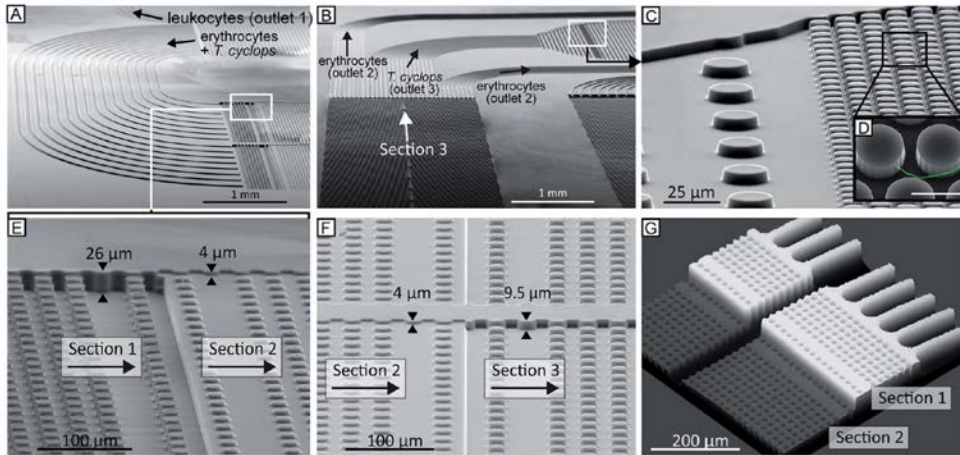 A
leukocytes (outlet 1)
erythrocytes
+ T. cyclops
1 mm
B
erythrocytes
(outlet 2)
T. cyclops
(outlet 3)
erythrocytes
(outlet 2)
Section 3
1 mm
C
D
25 μm
E
26 μm
4 μm
Section 1
Section 2
100 μm
F
4 μm
9.5 μm
Section 2
Section 3
100 μm
G
Section 1
Section 2
200 μm